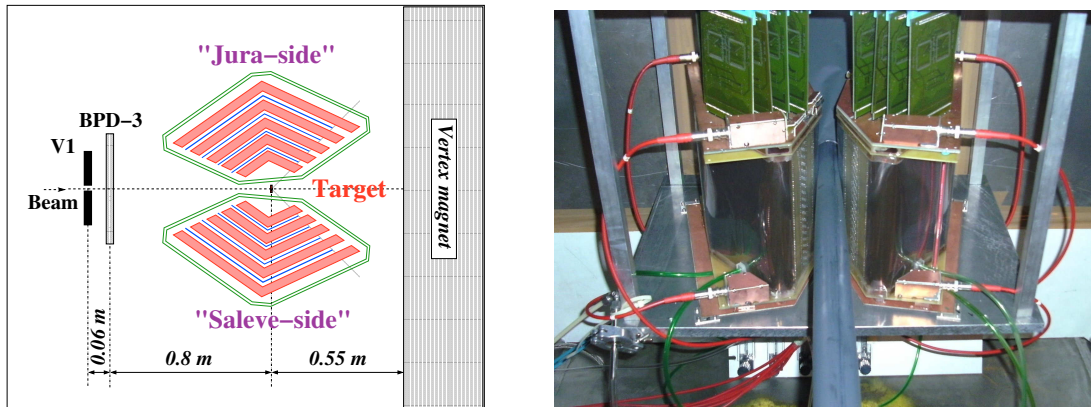 "Jura−side"
BPD−3
V1
Target
Beam
Vertex magnet
"Saleve−side"
0.06 m
0.8 m
0.55 m